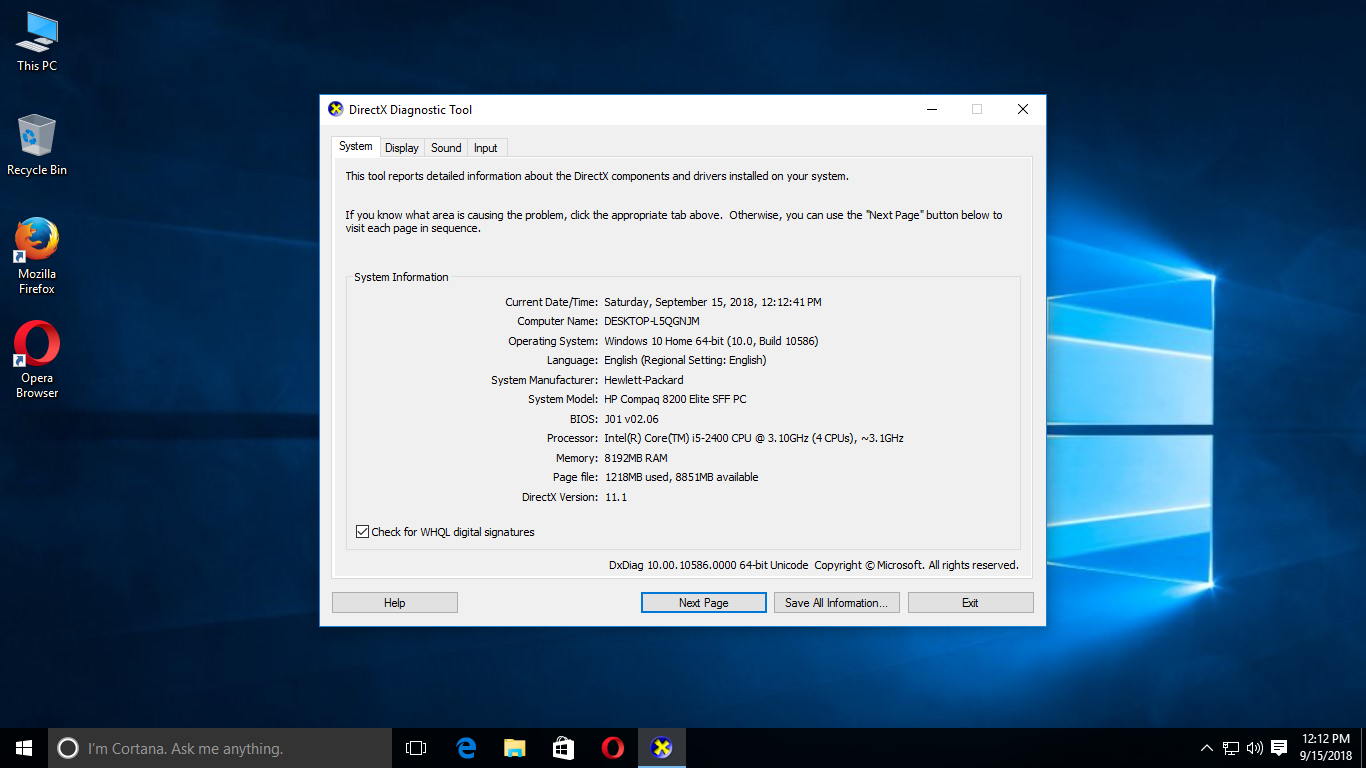 This PC
Recycle Bin
Mozilla
Firefox
Opera
Browser
DirectX Diagnostic Tool
System Display Sound Input
This tool reports detailed information about the DirectX components and drivers installed on your system.
If you know what area is causing the problem, click the appropriate tab above.  Otherwise, you can use the "Next Page" button below to
visit each page in sequence.
System Information
Current Date/Time: Saturday, September 15, 2018, 12:12:41 PM
Computer Name: DESKTOP-L5QGNJM
Operating System: Windows 10 Home 64-bit (10.0, Build 10586)
Language: English (Regional Setting: English)
System Manufacturer: Hewlett-Packard
System Model: HP Compaq 8200 Elite SFF PC
BIOS: J01 v02.06
Processor: Intel(R) Core(TM) i5-2400 CPU @ 3.10GHz (4 CPUs), ~3.1GHz
Memory: 8192MB RAM
Page file: 1218MB used, 8851MB available
DirectX Version: 11.1
Check for WHQL digital signatures
DxDiag 10.00.10586.0000 64-bit Unicode  Copyright © Microsoft. All rights reserved.
Help Next Page Save All Information... Exit
I'm Cortana. Ask me anything.
12:12 PM
9/15/2018